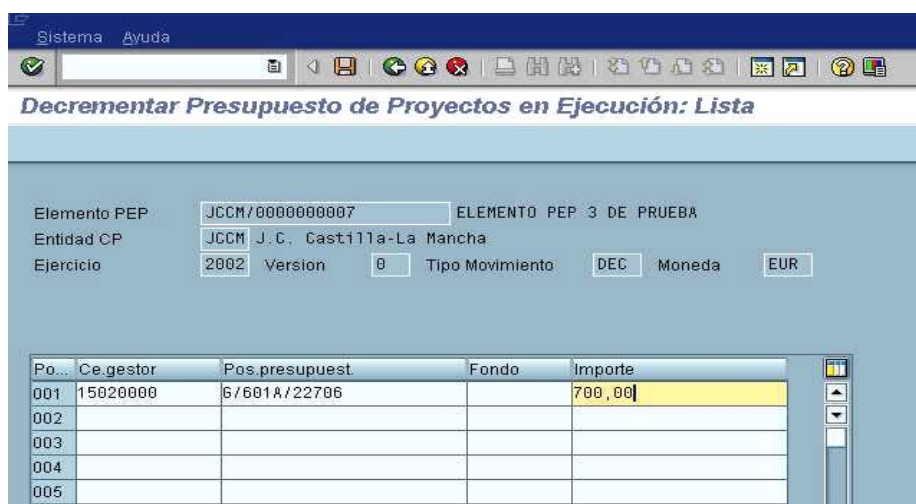 Sistema Ayuda
Decrementar Presupuesto de Proyectos en Ejecución: Lista
Elemento PEP JCCM/0000000007 ELEMENTO PEP 3 DE PRUEBA
Entidad CP JCCM J.C. Castilla-La Mancha
Ejercicio 2002 Version 0 Tipo Movimiento DEC Moneda EUR
Po... Ce.gestor Pos.presupuest. Fondo Importe
001 15020000 G/601A/22706 700,00
002
003
004
005